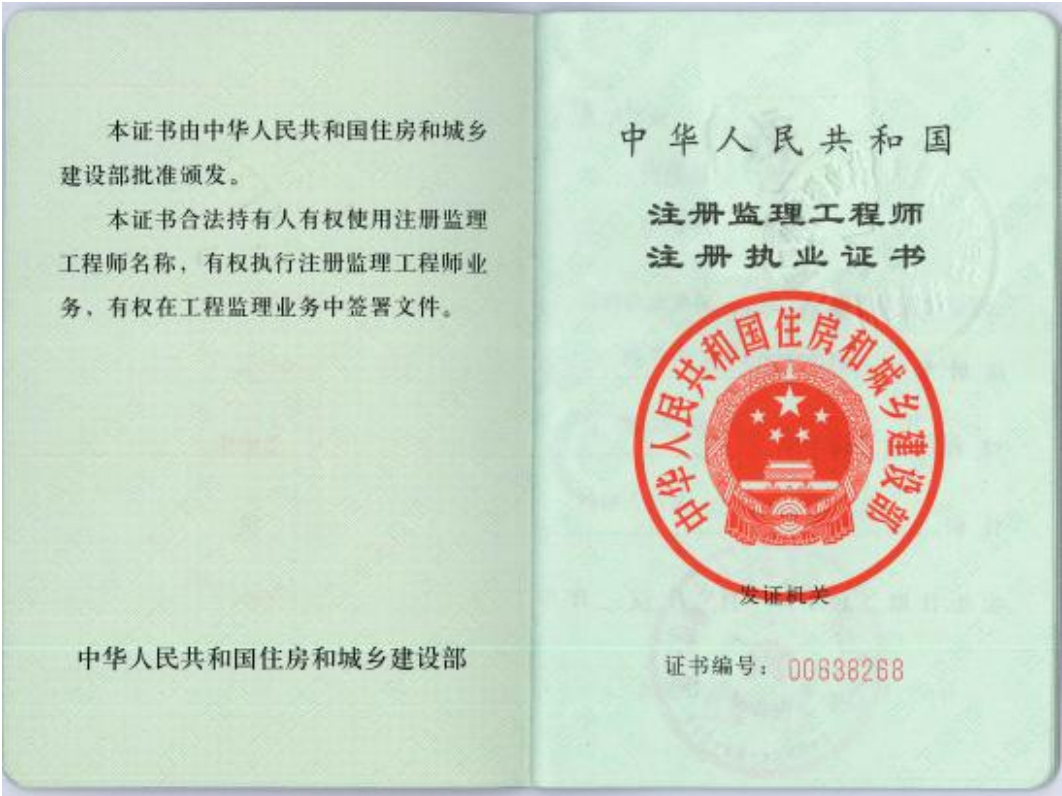 本证书由中华人民共和国住房和城乡
建设部批准颁发。
本证书合法持有人有权使用注册监理
工程师名称，有权执行注册监理工程师业
务、有权在工程监理业务中签署文件。
中华人民共和国住房和城乡建设部
中华人民共和国
注册监理工程师
注册执业证书
中华人民共和国住房和城乡建设部
发证机关
证书编号：00638268